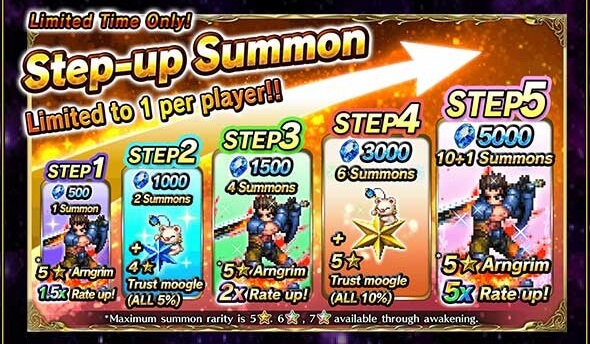 Limited Time Only!
Step-up Summon
Limited to 1 per player!!
STEP1
500
1 Summon
5★ Arngrim
1.5x Rate up!
STEP2
1000
2 Summons
+
4★
Trust moogle
(ALL 5%)
STEP3
1500
4 Summons
5★ Arngrim
2x Rate up!
STEP4
3000
6 Summons
+
5★
Trust moogle
(ALL 10%)
STEP5
5000
10+1 Summons
5★ Arngrim
5x Rate up!
*Maximum summon rarity is 5★. 6★, 7★ available through awakening.